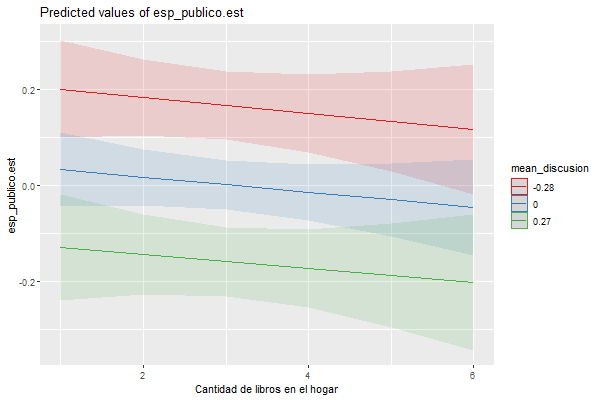 Predicted values of esp_publico.est
esp_publico.est
0.2
0.0
-0.2
2
4
6
Cantidad de libros en el hogar
mean_discusion
-0.28
0
0.27